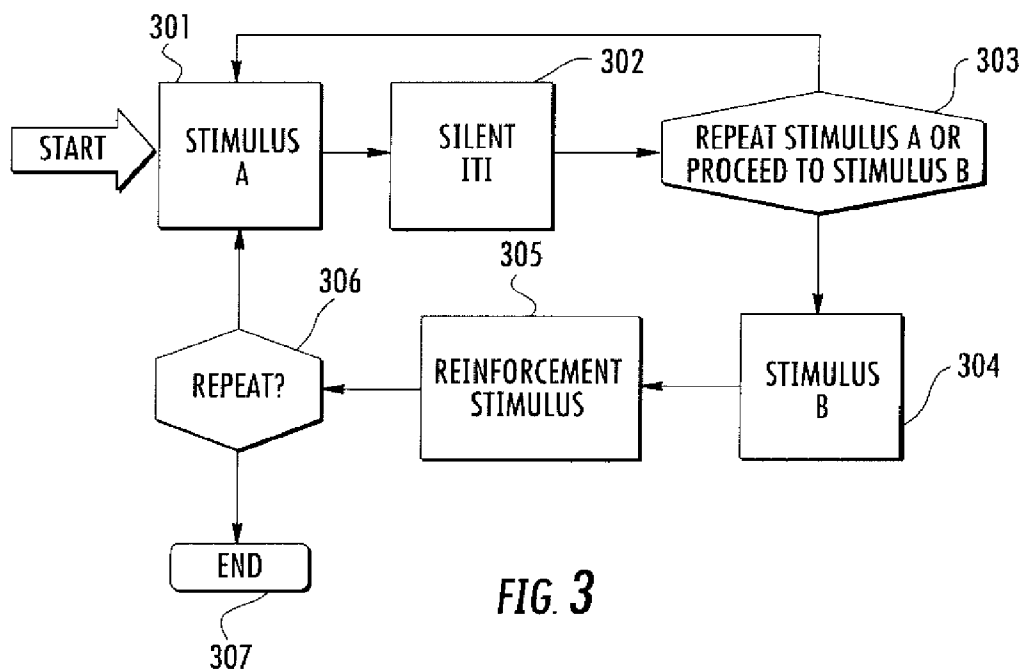 301
302
303
START
STIMULUS
A
SILENT
ITI
REPEAT STIMULUS A OR
PROCEED TO STIMULUS B
305
306
REPEAT?
REINFORCEMENT
STIMULUS
STIMULUS
B
304
END
307
FIG. 3